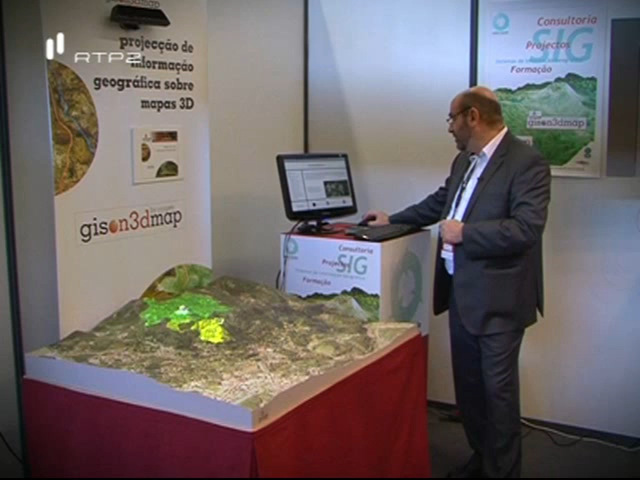 RTP2
projecção de
informação
geográfica sobre
mapas 3D
gison3dmap
Consultoria
Projectos
SIG
Formação
gison3dmap
Consultoria
Projectos
SIG
Formação